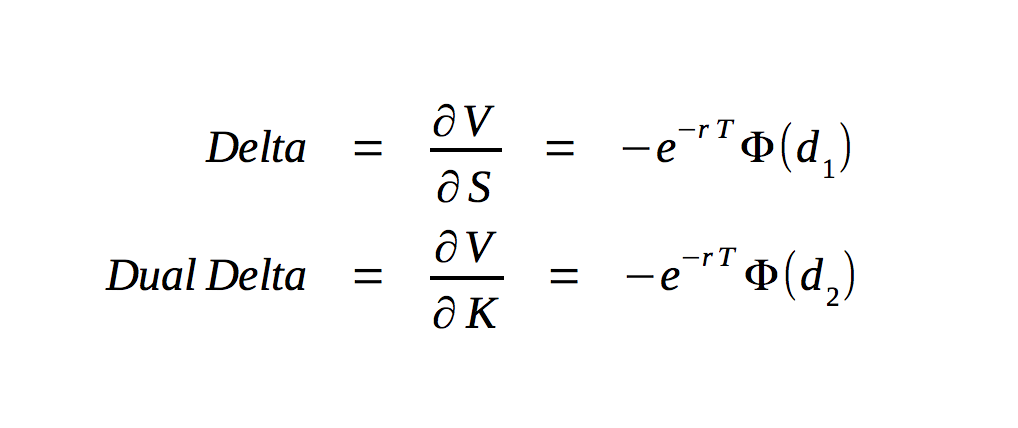 Delta = ∂V/∂S = −e^{−rT} Φ(d₁)
Dual Delta = ∂V/∂K = −e^{−rT} Φ(d₂)